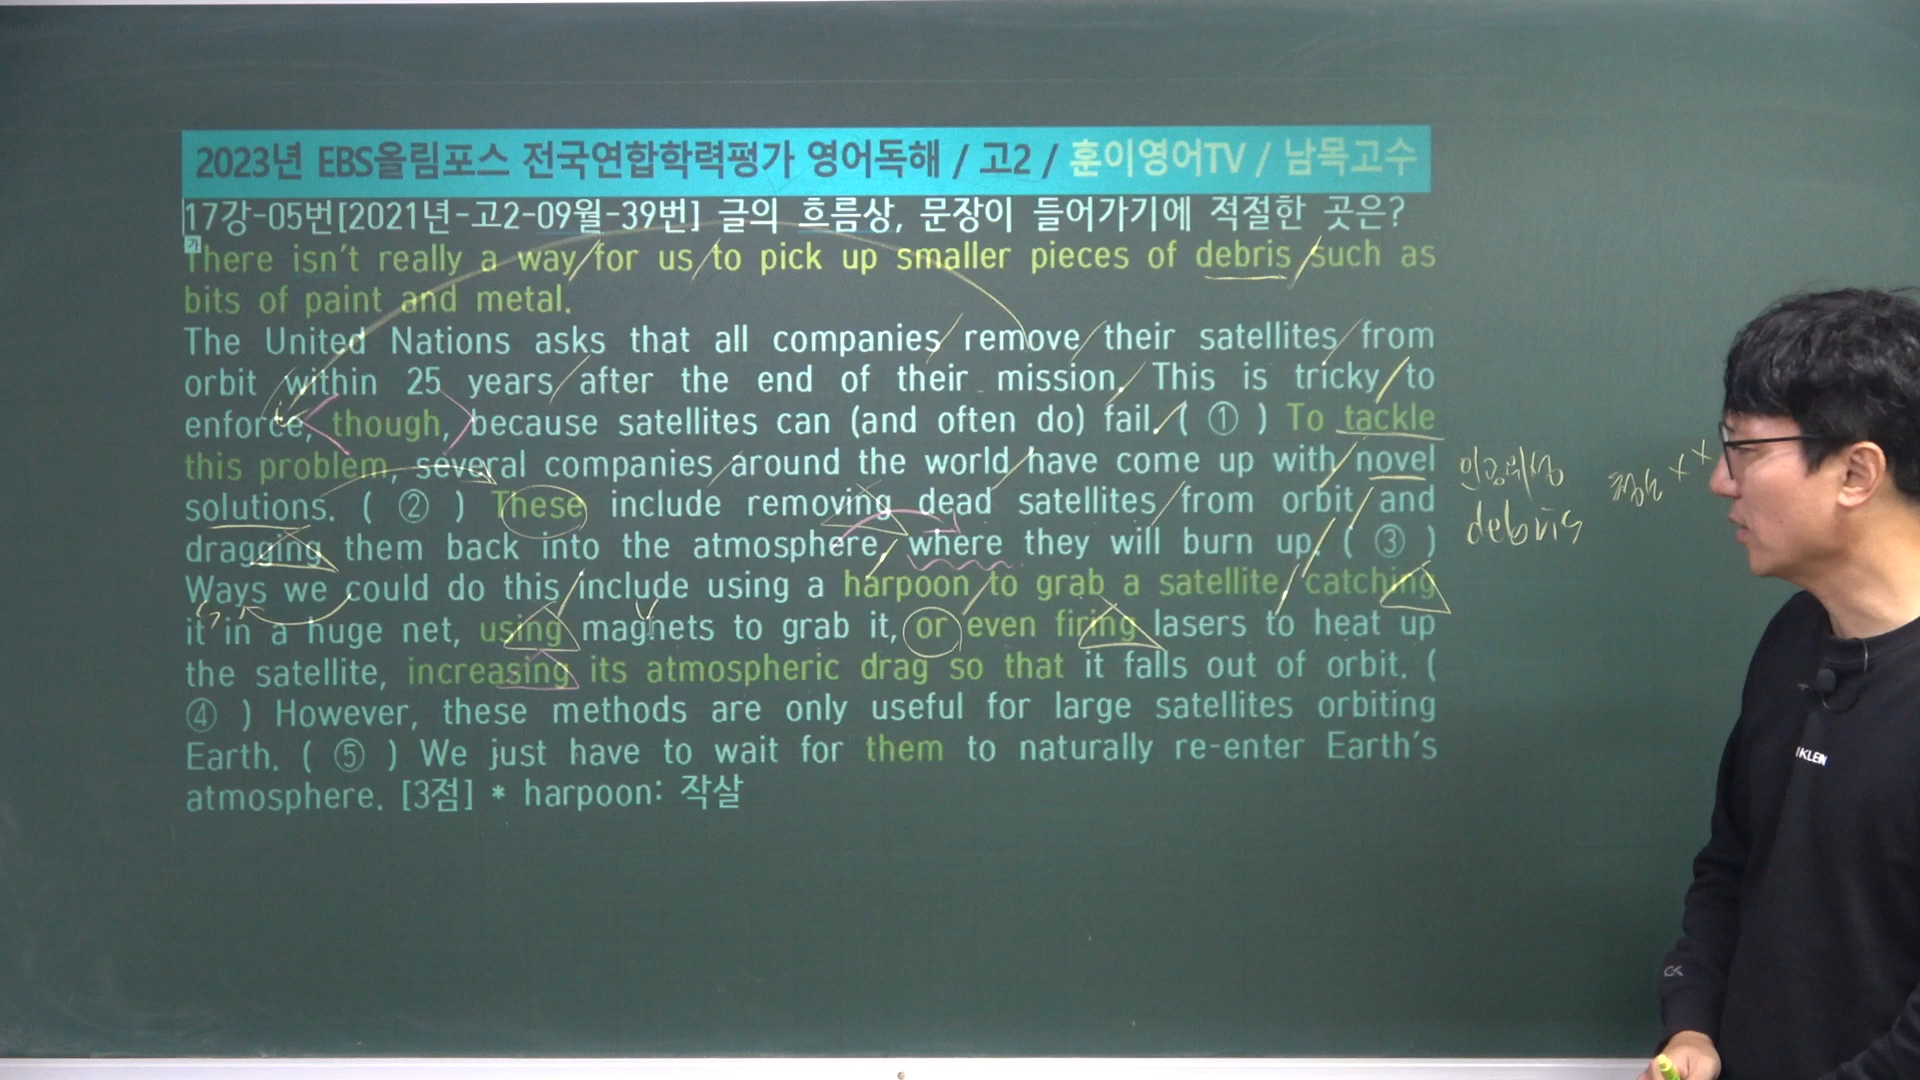 2023년 EBS올림포스 전국연합학력평가 영어독해 / 고2 / 훈이영어TV / 남목고수
17강-05번[2021년-고2-09월-39번] 글의 흐름상, 문장이 들어가기에 적절한 곳은?
There isn't really a way for us to pick up smaller pieces of debris such as
bits of paint and metal.
The United Nations asks that all companies remove their satellites from
orbit within 25 years after the end of their mission. This is tricky to
enforce, though, because satellites can (and often do) fail. ( ① ) To tackle
this problem, several companies around the world have come up with novel
solutions. ( ② ) These include removing dead satellites from orbit and
dragging them back into the atmosphere, where they will burn up. ( ③ )
Ways we could do this include using a harpoon to grab a satellite, catching
it in a huge net, using magnets to grab it, or even firing lasers to heat up
the satellite, increasing its atmospheric drag so that it falls out of orbit. (
④ ) However, these methods are only useful for large satellites orbiting
Earth. ( ⑤ ) We just have to wait for them to naturally re-enter Earth's
atmosphere. [3점] * harpoon: 작살
인공위성
debris
KLEIN
CK